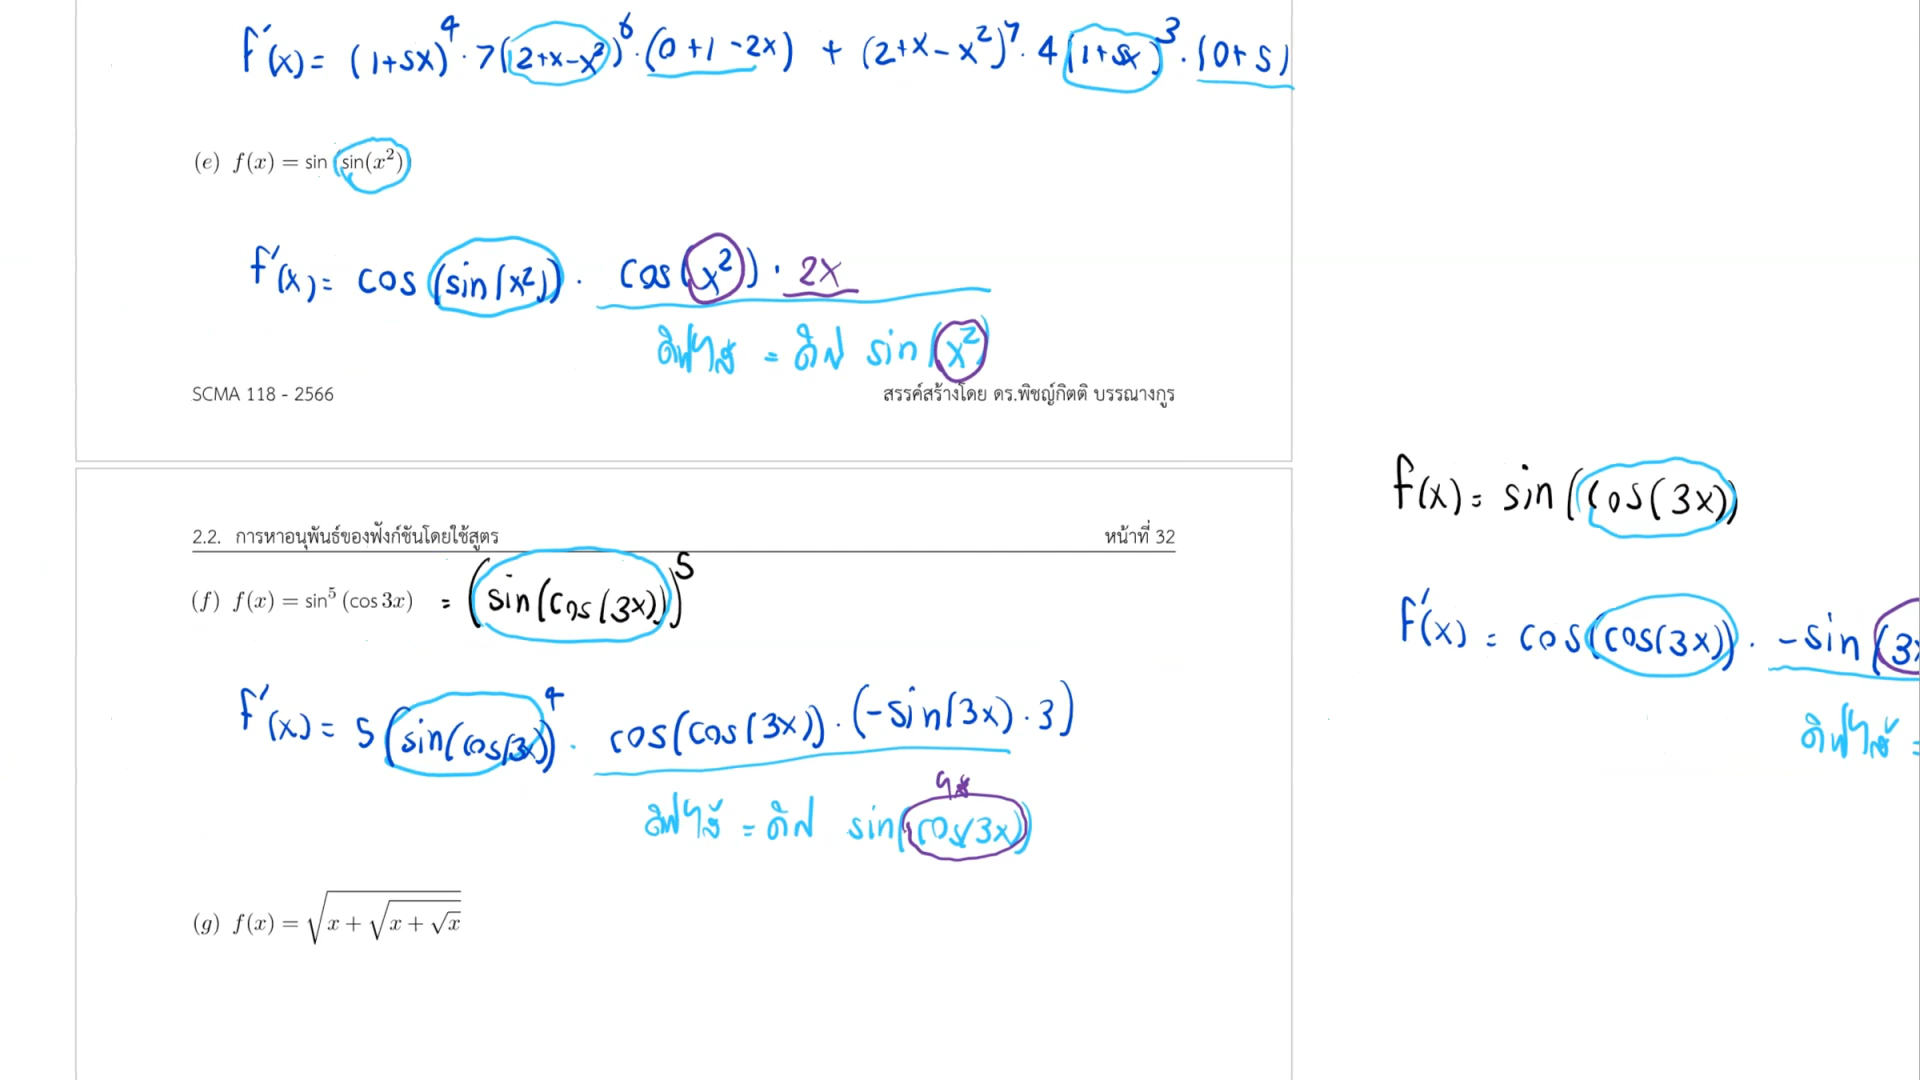 f'(x) = (1+5x)^4 · 7(2+x-x^2)^6 · (0+1-2x) + (2+x-x^2)^7 · 4(1+5x)^3 · (0+5)
(e) f(x) = sin (sin(x^2))
f'(x) = cos (sin(x^2)) · cos(x^2)) · 2x
ดิฟไส้ = ดิฟ sin(x^2)
SCMA 118 - 2566 สรรค์สร้างโดย ดร.พิชญ์กิตติ บรรณางกูร
f(x) = sin (cos(3x))
2.2. การหาอนุพันธ์ของฟังก์ชันโดยใช้สูตร หน้าที่ 32
(f) f(x) = sin^5 (cos 3x) = (sin(cos(3x)))^5
f'(x) = cos(cos(3x)) · -sin(3x
f'(x) = 5(sin(cos(3x))^4 · cos(cos(3x)) · (-sin(3x) · 3)
ดิฟไส้ =
ไส้
ดิฟไส้ = ดิฟ sin(cos(3x))
(g) f(x) = √(x + √(x + √x))